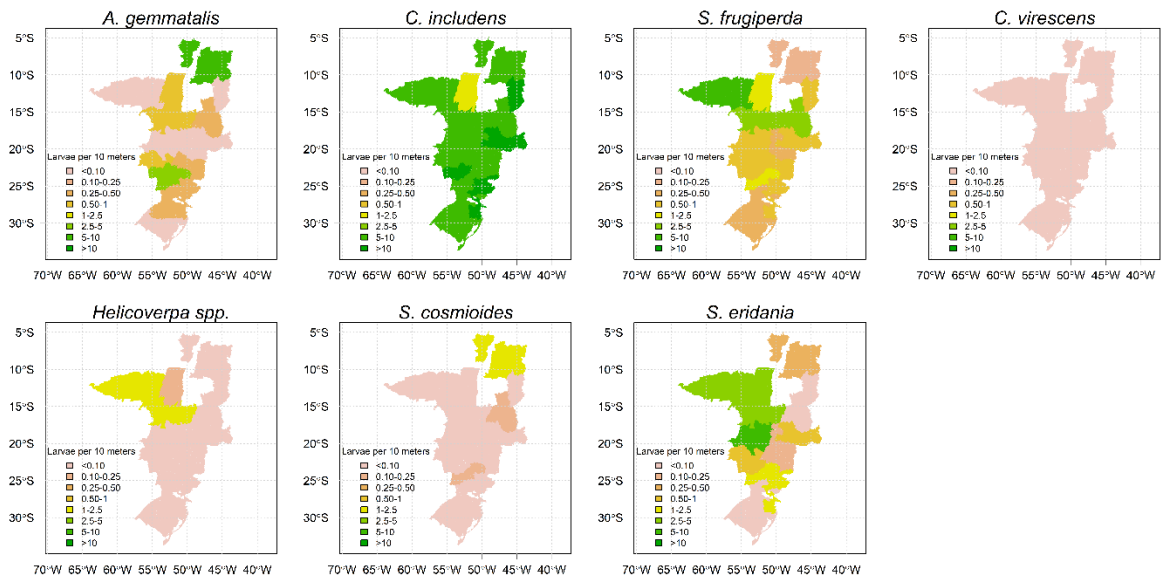 A. gemmatalis
5°S
10°S
15°S
20°S
25°S
30°S
Larvae per 10 meters
<0.10
0.10-0.25
0.25-0.50
0.50-1
1-2.5
2.5-5
5-10
>10
70°W 65°W 60°W 55°W 50°W 45°W 40°W
C. includens
5°S
10°S
15°S
20°S
25°S
30°S
Larvae per 10 meters
<0.10
0.10-0.25
0.25-0.50
0.50-1
1-2.5
2.5-5
5-10
>10
70°W 65°W 60°W 55°W 50°W 45°W 40°W
S. frugiperda
5°S
10°S
15°S
20°S
25°S
30°S
Larvae per 10 meters
<0.10
0.10-0.25
0.25-0.50
0.50-1
1-2.5
2.5-5
5-10
>10
70°W 65°W 60°W 55°W 50°W 45°W 40°W
C. virescens
5°S
10°S
15°S
20°S
25°S
30°S
Larvae per 10 meters
<0.10
0.10-0.25
0.25-0.50
0.50-1
1-2.5
2.5-5
5-10
>10
70°W 65°W 60°W 55°W 50°W 45°W 40°W
Helicoverpa spp.
5°S
10°S
15°S
20°S
25°S
30°S
Larvae per 10 meters
<0.10
0.10-0.25
0.25-0.50
0.50-1
1-2.5
2.5-5
5-10
>10
70°W 65°W 60°W 55°W 50°W 45°W 40°W
S. cosmioides
5°S
10°S
15°S
20°S
25°S
30°S
Larvae per 10 meters
<0.10
0.10-0.25
0.25-0.50
0.50-1
1-2.5
2.5-5
5-10
>10
70°W 65°W 60°W 55°W 50°W 45°W 40°W
S. eridania
5°S
10°S
15°S
20°S
25°S
30°S
Larvae per 10 meters
<0.10
0.10-0.25
0.25-0.50
0.50-1
1-2.5
2.5-5
5-10
>10
70°W 65°W 60°W 55°W 50°W 45°W 40°W